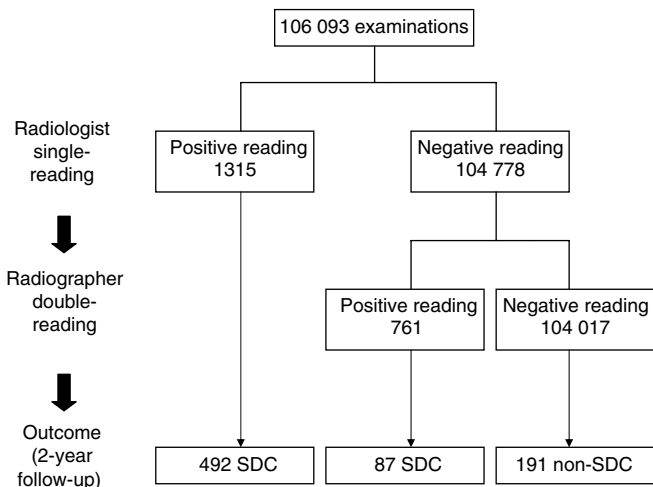 106 093 examinations
Radiologist
single-
reading
Positive reading
1315
Negative reading
104 778
Radiographer
double-
reading
Positive reading
761
Negative reading
104 017
Outcome
(2-year
follow-up)
492 SDC
87 SDC
191 non-SDC